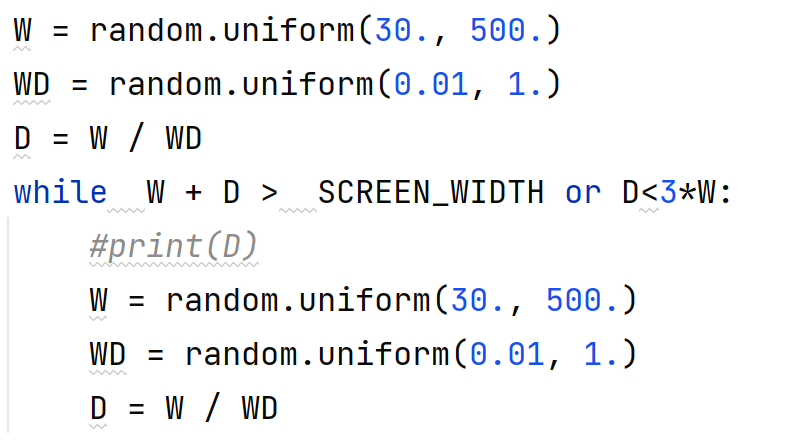 W = random.uniform(30., 500.)
WD = random.uniform(0.01, 1.)
D = W / WD
while  W + D >  SCREEN_WIDTH or D<3*W:
    #print(D)
    W = random.uniform(30., 500.)
    WD = random.uniform(0.01, 1.)
    D = W / WD